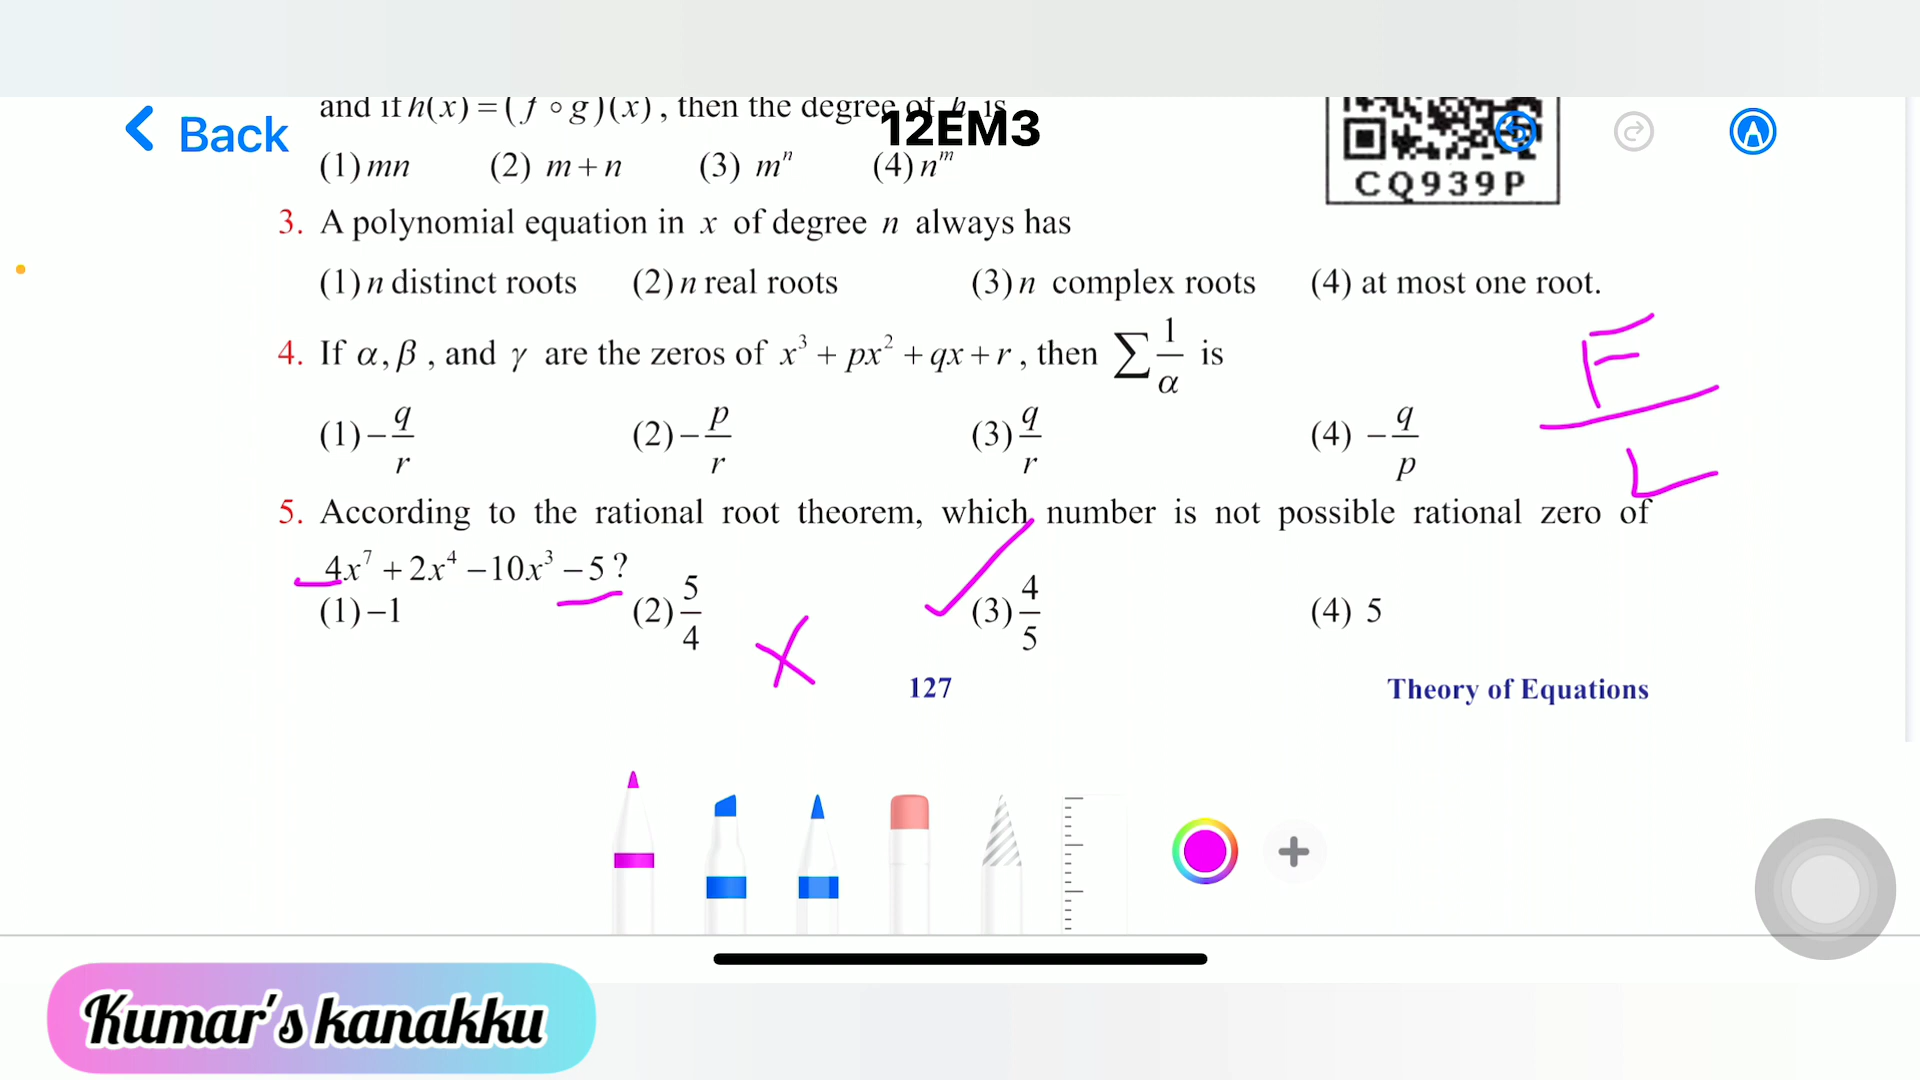 and if h(x) = (f ∘ g)(x), then the degree of h is
Back
12EM3
(1) mn (2) m + n (3) mⁿ (4) nᵐ
CQ939P
3. A polynomial equation in x of degree n always has
(1) n distinct roots (2) n real roots (3) n complex roots (4) at most one root.
4. If α, β, and γ are the zeros of x³ + px² + qx + r, then ∑ 1/α is
(1) −q/r (2) −p/r (3) q/r (4) −q/p
F
L
5. According to the rational root theorem, which number is not possible rational zero of
4x⁷ + 2x⁴ − 10x³ − 5?
(1) −1 (2) 5/4 (3) 4/5 (4) 5
127 Theory of Equations
Kumar's kanakku